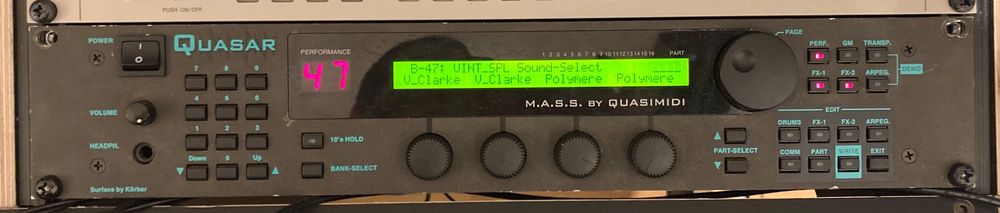 PUSH ON/OFF
POWER
I
O
QUASAR
PERFORMANCE
47
1 2 3 4 5 6 7 8 9 10 11 12 13 14 15 16 PART
B-47: VINT_SPL Sound-Select
V_Clarke V_Clarke Polymere Polymere
M.A.S.S. BY QUASIMIDI
PAGE
PERF. GM TRANSP.
DEMO
FX-1 FX-2 ARPEG.
EDIT
DRUMS FX-1 FX-2 ARPEG.
COMM PART WRITE EXIT
7 8 9
4 5 6
1 2 3
Down 0 Up
VOLUME
HEADPH.
10's HOLD
BANK-SELECT
PART-SELECT
Surface by Körber